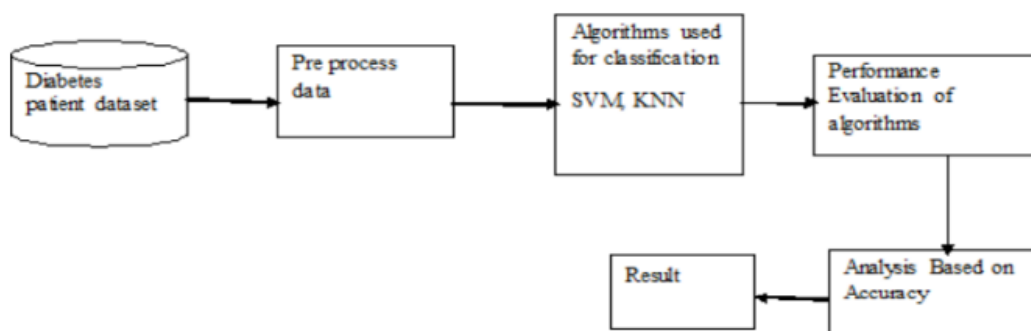 Diabetes
patient dataset
Pre process
data
Algorithms used
for classification
SVM, KNN
Performance
Evaluation of
algorithms
Analysis Based on
Accuracy
Result